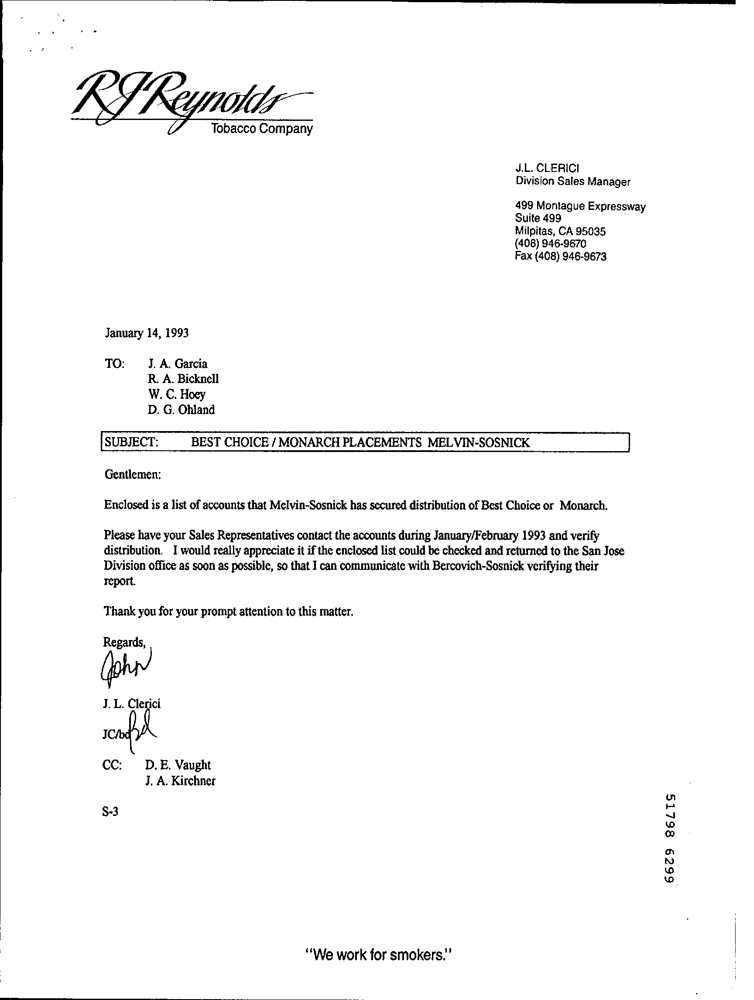 RJReynolds
Tobacco Company
J.L. CLERICI
Division Sales Manager
499 Montague Expressway
Suite 499
Milpitas, CA 95035
(408) 946-9670
Fax (408) 946-9673
January 14, 1993
TO: J. A. Garcia
R. A. Bicknell
W. C. Hoey
D. G. Ohland
SUBJECT: BEST CHOICE / MONARCH PLACEMENTS MELVIN-SOSNICK
Gentlemen:
Enclosed is a list of accounts that Melvin-Sosnick has secured distribution of Best Choice or Monarch.
Please have your Sales Representatives contact the accounts during January/February 1993 and verify
distribution. I would really appreciate it if the enclosed list could be checked and returned to the San Jose
Division office as soon as possible, so that I can communicate with Bercovich-Sosnick verifying their
report.
Thank you for your prompt attention to this matter.
Regards,
John
J. L. Clerici
CC: D. E. Vaught
J. A. Kirchner
S-3
51798 6299
"We work for smokers."